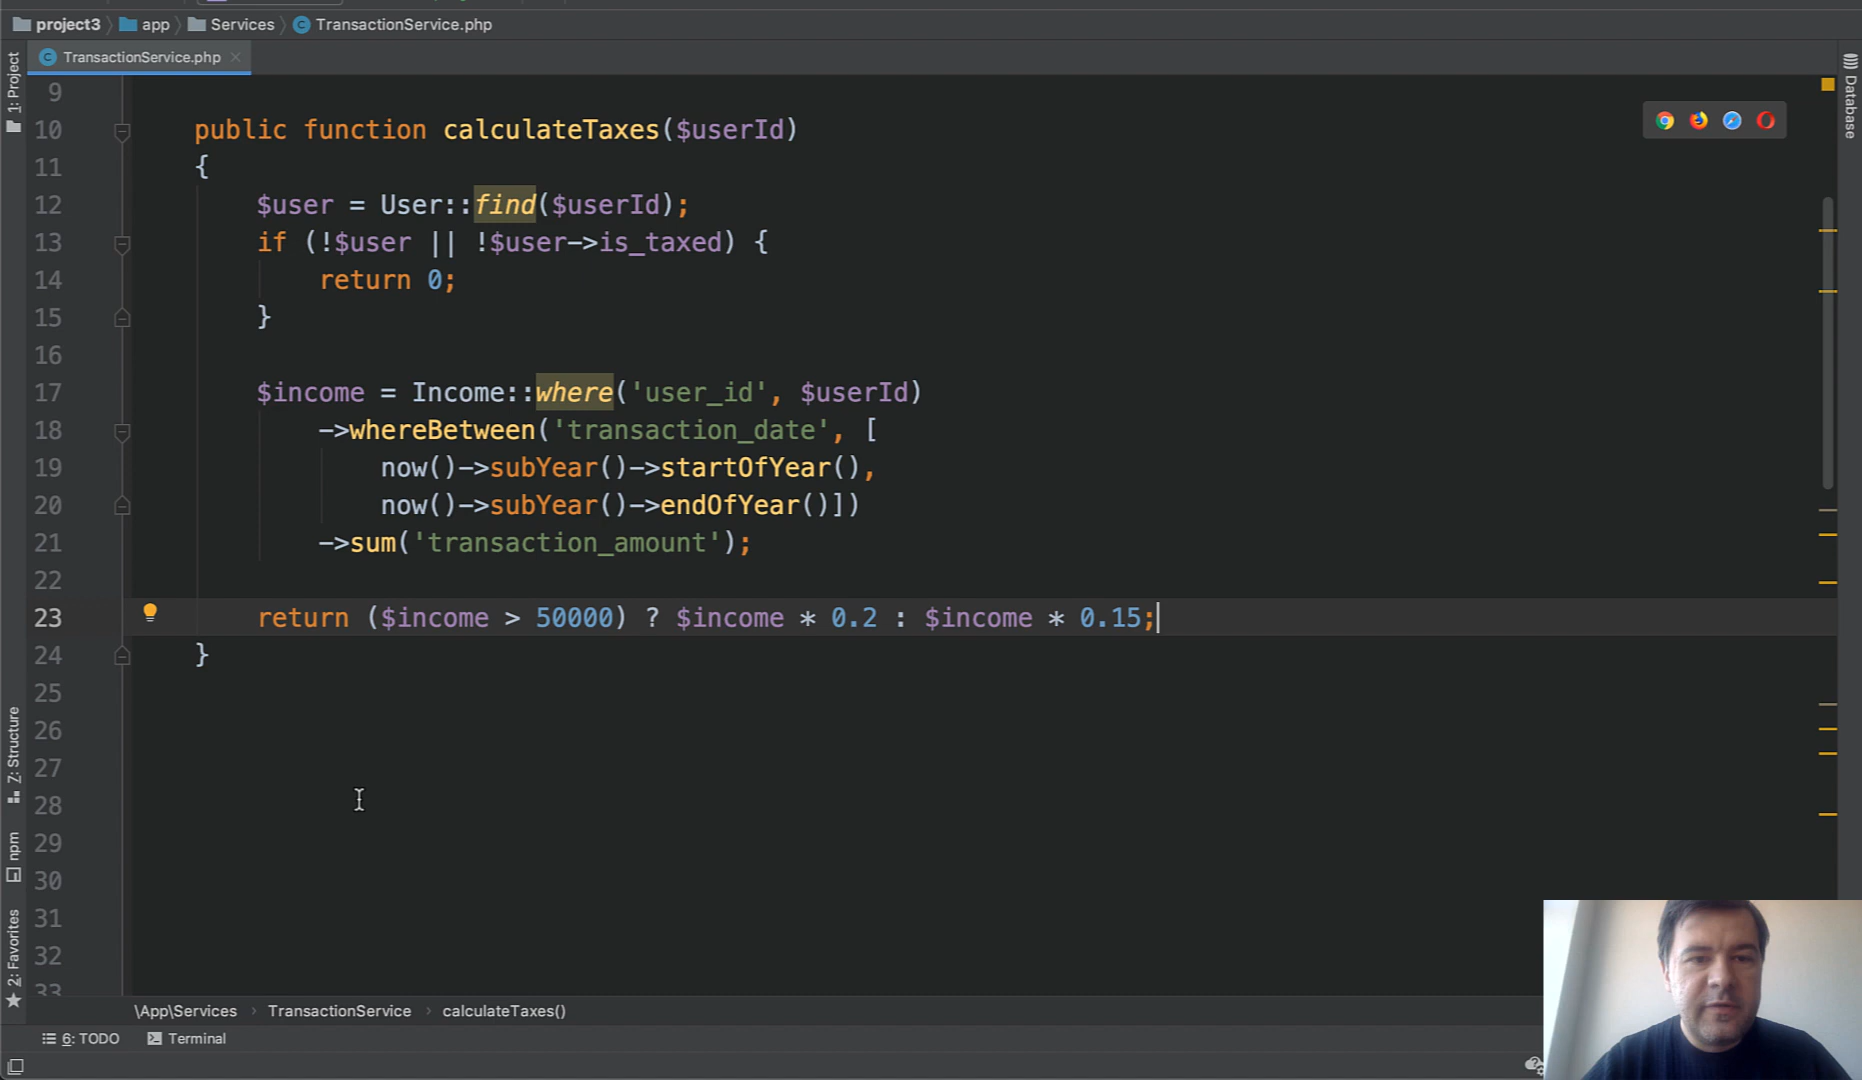 project3 app Services TransactionService.php
TransactionService.php
1: Project
Database
9
10 public function calculateTaxes($userId)
11 {
12 $user = User::find($userId);
13 if (!$user || !$user->is_taxed) {
14 return 0;
15 }
16
17 $income = Income::where('user_id', $userId)
18 ->whereBetween('transaction_date', [
19 now()->subYear()->startOfYear(),
20 now()->subYear()->endOfYear()])
21 ->sum('transaction_amount');
22
23 return ($income > 50000) ? $income * 0.2 : $income * 0.15;
24 }
25
26
27
28
29
30
31
32
33
Z: Structure
npm
2: Favorites
\App\Services › TransactionService › calculateTaxes()
6: TODO Terminal